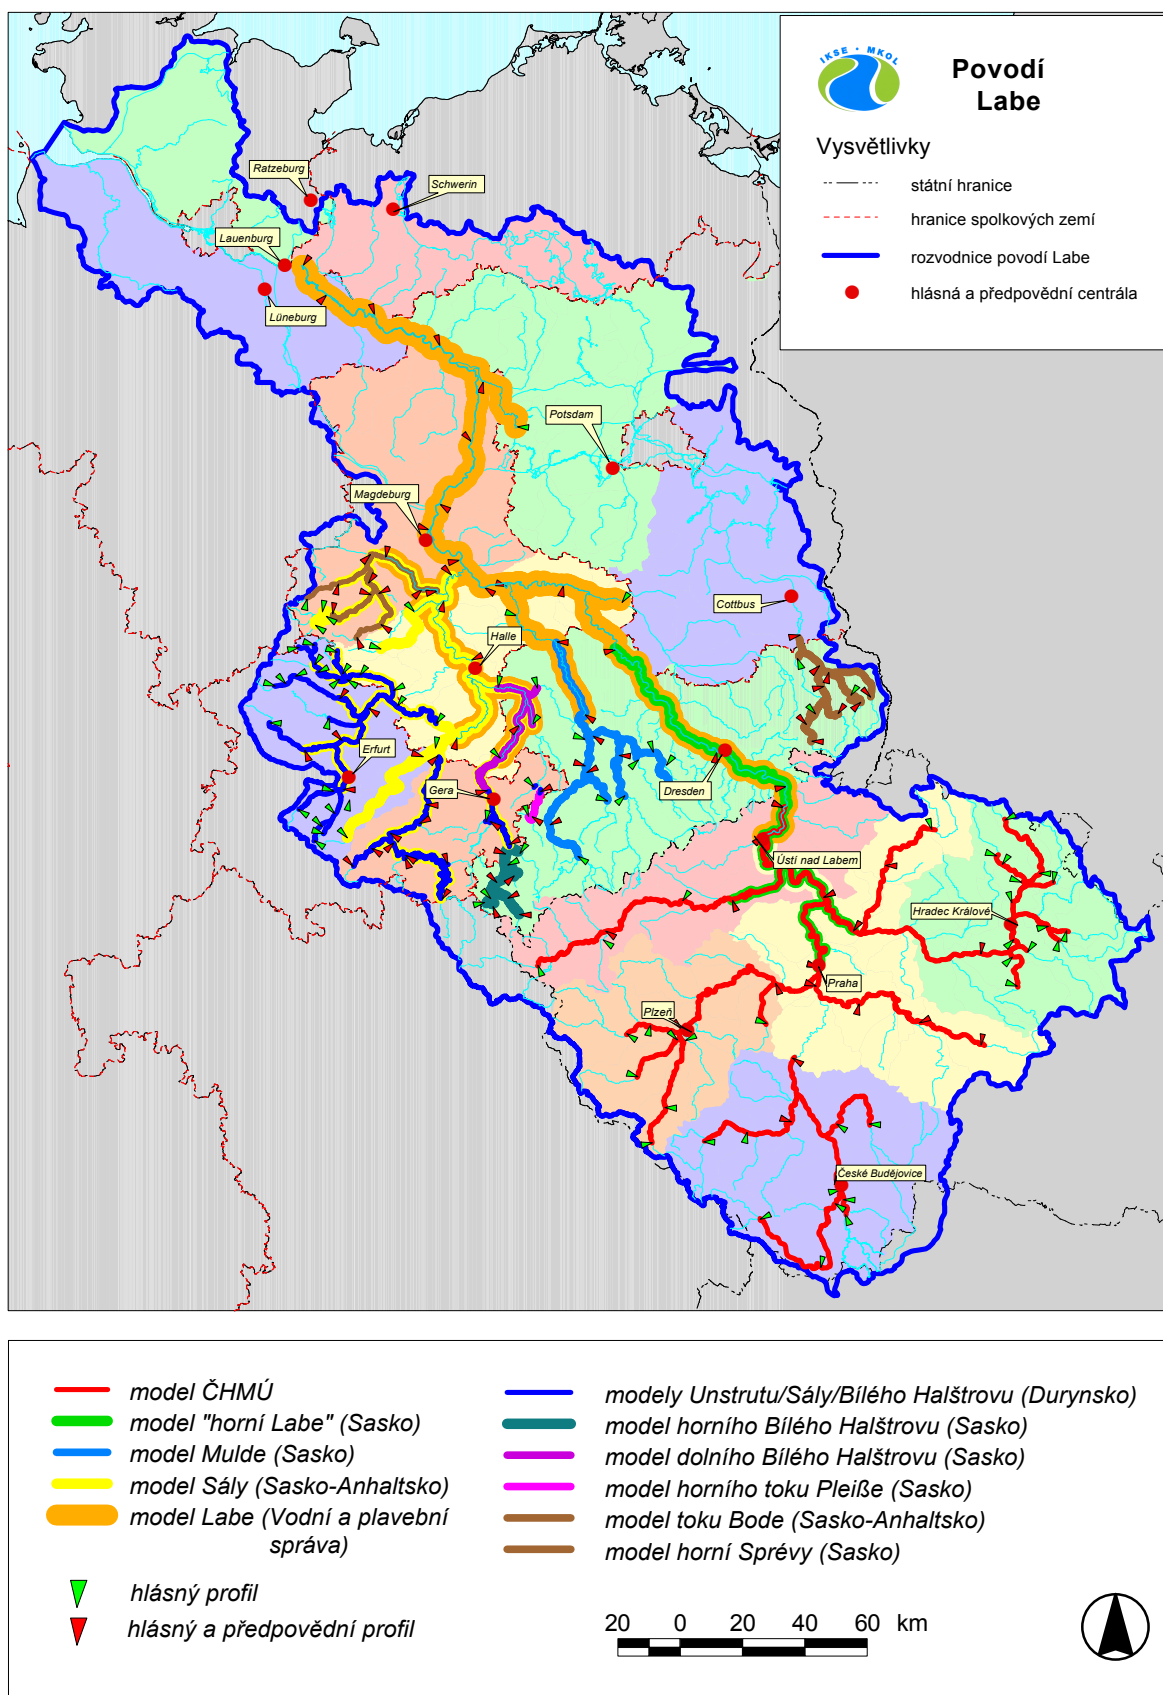 IKSE • MKOL
Povodí
Labe
Vysvětlivky
státní hranice
hranice spolkových zemí
rozvodnice povodí Labe
hlásná a předpovědní centrála
Ratzeburg
Schwerin
Lauenburg
Lüneburg
Potsdam
Magdeburg
Cottbus
Halle
Erfurt
Gera
Dresden
Ústí nad Labem
Hradec Králové
Praha
Plzeň
České Budějovice
model ČHMÚ
model "horní Labe" (Sasko)
model Mulde (Sasko)
model Sály (Sasko-Anhaltsko)
model Labe (Vodní a plavební
správa)
hlásný profil
hlásný a předpovědní profil
modely Unstrutu/Sály/Bílého Halštrovu (Durynsko)
model horního Bílého Halštrovu (Sasko)
model dolního Bílého Halštrovu (Sasko)
model horního toku Pleiße (Sasko)
model toku Bode (Sasko-Anhaltsko)
model horní Sprévy (Sasko)
20 0 20 40 60 km